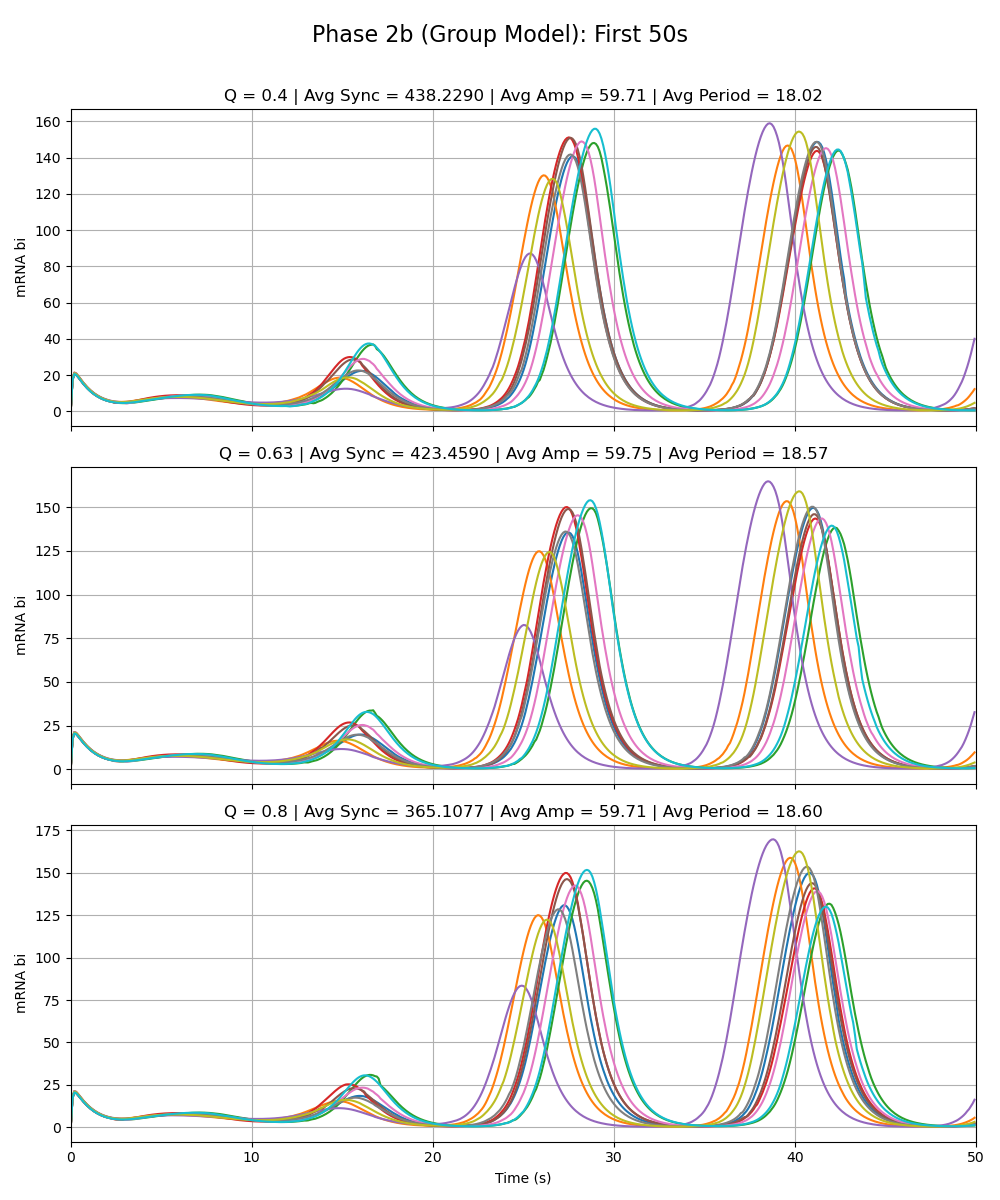 Phase 2b (Group Model): First 50s
Q = 0.4 | Avg Sync = 438.2290 | Avg Amp = 59.71 | Avg Period = 18.02
160
140
120
100
80
60
40
20
0
mRNA bi
Q = 0.63 | Avg Sync = 423.4590 | Avg Amp = 59.75 | Avg Period = 18.57
150
125
100
75
50
25
0
mRNA bi
Q = 0.8 | Avg Sync = 365.1077 | Avg Amp = 59.71 | Avg Period = 18.60
175
150
125
100
75
50
25
0
mRNA bi
0 10 20 30 40 50
Time (s)